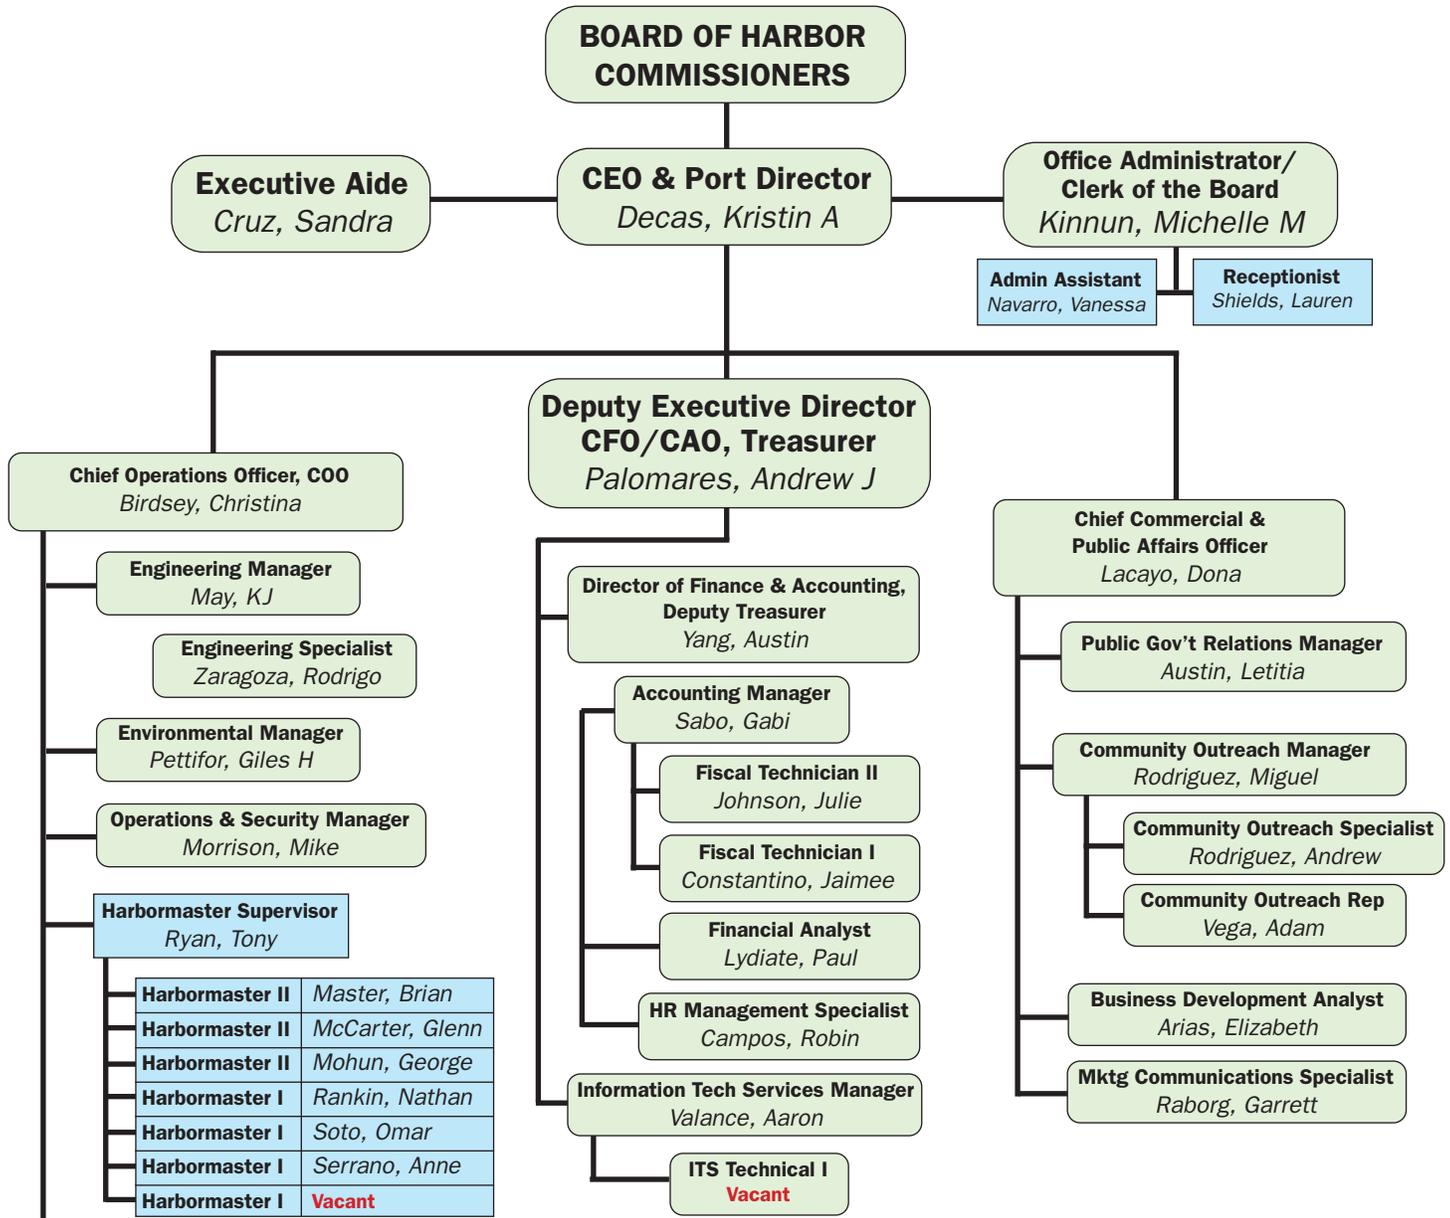 BOARD OF HARBOR
COMMISSIONERS
Executive Aide
Cruz, Sandra
CEO & Port Director
Decas, Kristin A
Office Administrator/
Clerk of the Board
Kinnun, Michelle M
Admin Assistant
Navarro, Vanessa
Receptionist
Shields, Lauren
Deputy Executive Director
CFO/CAO, Treasurer
Palomares, Andrew J
Chief Operations Officer, COO
Birdsey, Christina
Engineering Manager
May, KJ
Engineering Specialist
Zaragoza, Rodrigo
Environmental Manager
Pettifor, Giles H
Operations & Security Manager
Morrison, Mike
Harbormaster Supervisor
Ryan, Tony
Harbormaster II Master, Brian
Harbormaster II McCarter, Glenn
Harbormaster II Mohun, George
Harbormaster I Rankin, Nathan
Harbormaster I Soto, Omar
Harbormaster I Serrano, Anne
Harbormaster I Vacant
Director of Finance & Accounting,
Deputy Treasurer
Yang, Austin
Accounting Manager
Sabo, Gabi
Fiscal Technician II
Johnson, Julie
Fiscal Technician I
Constantino, Jaimee
Financial Analyst
Lydiate, Paul
HR Management Specialist
Campos, Robin
Information Tech Services Manager
Valance, Aaron
ITS Technical I
Vacant
Chief Commercial &
Public Affairs Officer
Lacayo, Dona
Public Gov’t Relations Manager
Austin, Letitia
Community Outreach Manager
Rodriguez, Miguel
Community Outreach Specialist
Rodriguez, Andrew
Community Outreach Rep
Vega, Adam
Business Development Analyst
Arias, Elizabeth
Mktg Communications Specialist
Raborg, Garrett